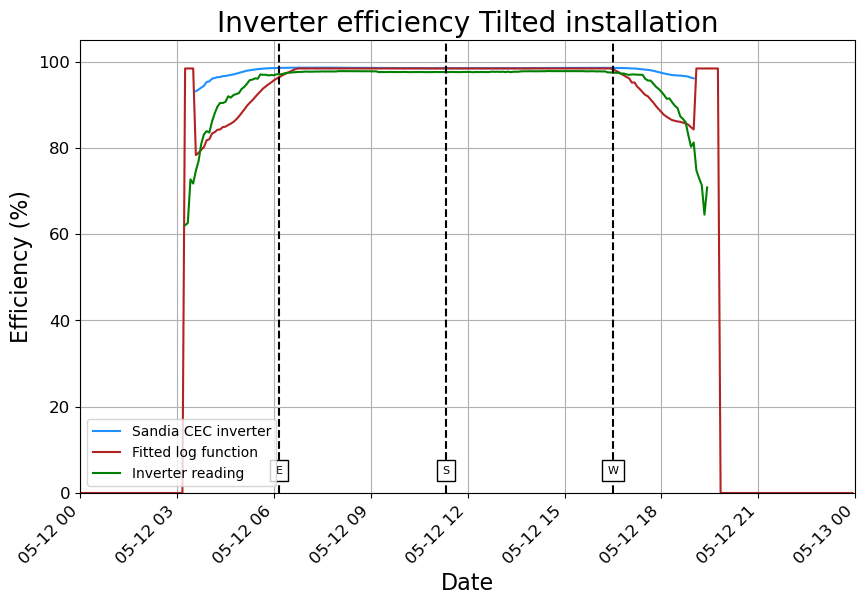 Inverter efficiency Tilted installation
Efficiency (%)
100
80
60
40
20
0
Sandia CEC inverter
Fitted log function
Inverter reading
E
S
W
05-12 00
05-12 03
05-12 06
05-12 09
05-12 12
05-12 15
05-12 18
05-12 21
05-13 00
Date